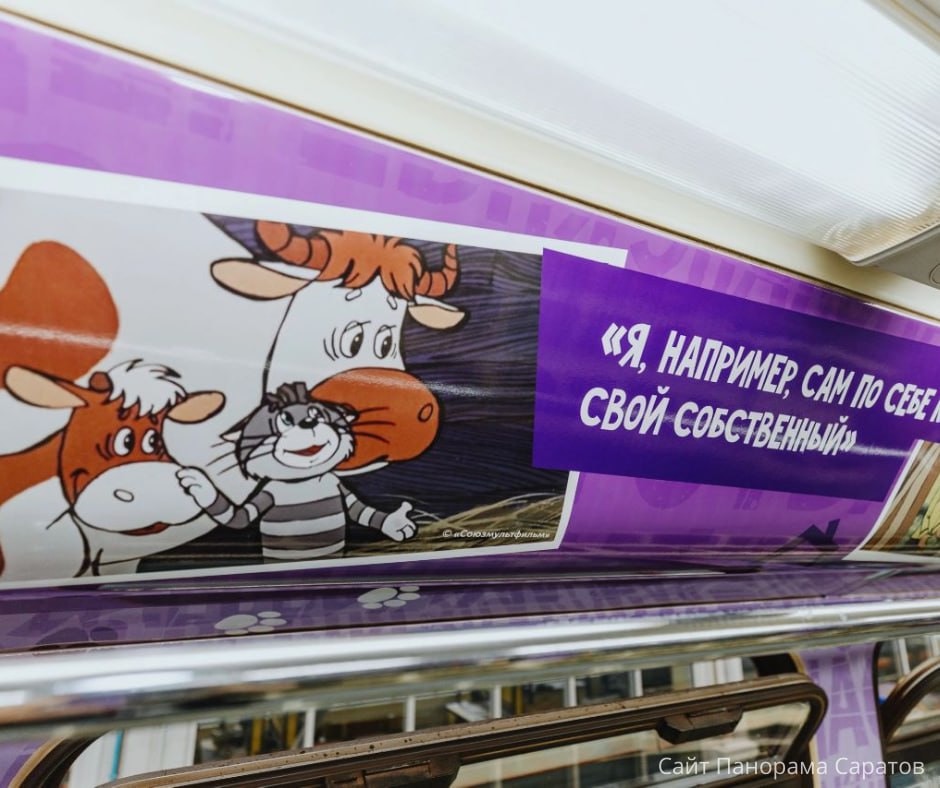 «Я, НАПРИМЕР, САМ ПО СЕБЕ
СВОЙ СОБСТВЕННЫЙ»
© «Союзмультфильм»
Сайт Панорама Саратов